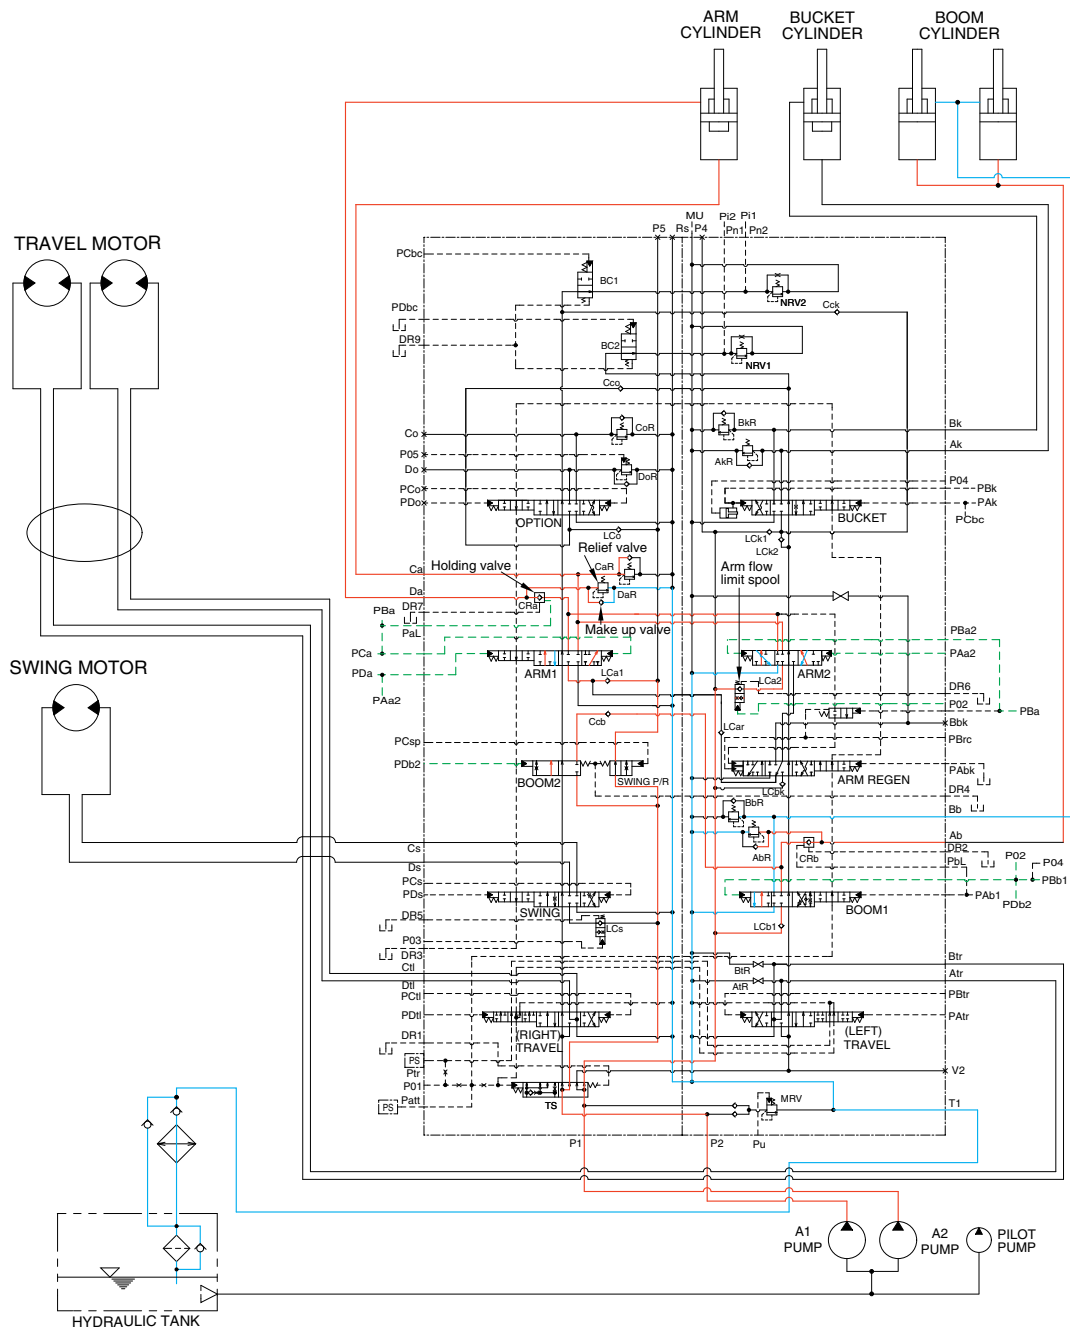 ARM
CYLINDER
BUCKET
CYLINDER
BOOM
CYLINDER
TRAVEL MOTOR
SWING MOTOR
P5
Rs
MU
P4
Pi2
Pn1
Pi1
Pn2
PCbc
BC1
NRV2
Cck
PDbc
DR9
BC2
NRV1
Cco
Co
CoR
BkR
Bk
Ak
P05
Do
DoR
AkR
PCo
PDo
P04
PBk
PAk
PCbc
OPTION
BUCKET
LCo
LCk1
LCk2
Relief valve
Holding valve
CaR
Arm flow
limit spool
Ca
Da
DaR
CRa
DR7
PBa
PaL
Make up valve
PCa
PDa
PAa2
PBa2
PAa2
ARM1
ARM2
LCa1
LCa2
DR6
P02
PBa
Ccb
LCar
Bbk
PCsp
PBrc
PDb2
PAbk
BOOM2
SWING P/R
ARM REGEN
LCbk
DR4
BbR
Bb
AbR
CRb
Ab
DR2
PbL
P02
P04
PBb1
PAb1
PDb2
Cs
Ds
PCs
PDs
SWING
BOOM1
DR5
LCs
LCb1
P03
DR3
Ctl
Btr
BtR
Atr
AtR
Dtl
PCtl
PBtr
PDtl
PAtr
(RIGHT)
TRAVEL
(LEFT)
TRAVEL
DR1
PS
Ptr
V2
P01
Patt
PS
TS
MRV
T1
P1
P2
Pu
A1
PUMP
A2
PUMP
PILOT
PUMP
HYDRAULIC TANK